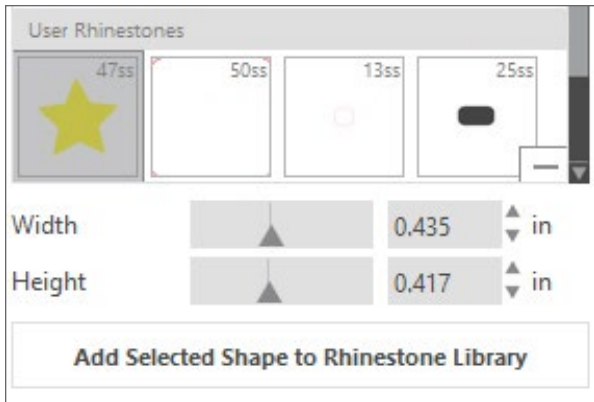 User Rhinestones
47ss 50ss 13ss 25ss
Width 0.435 in
Height 0.417 in
Add Selected Shape to Rhinestone Library